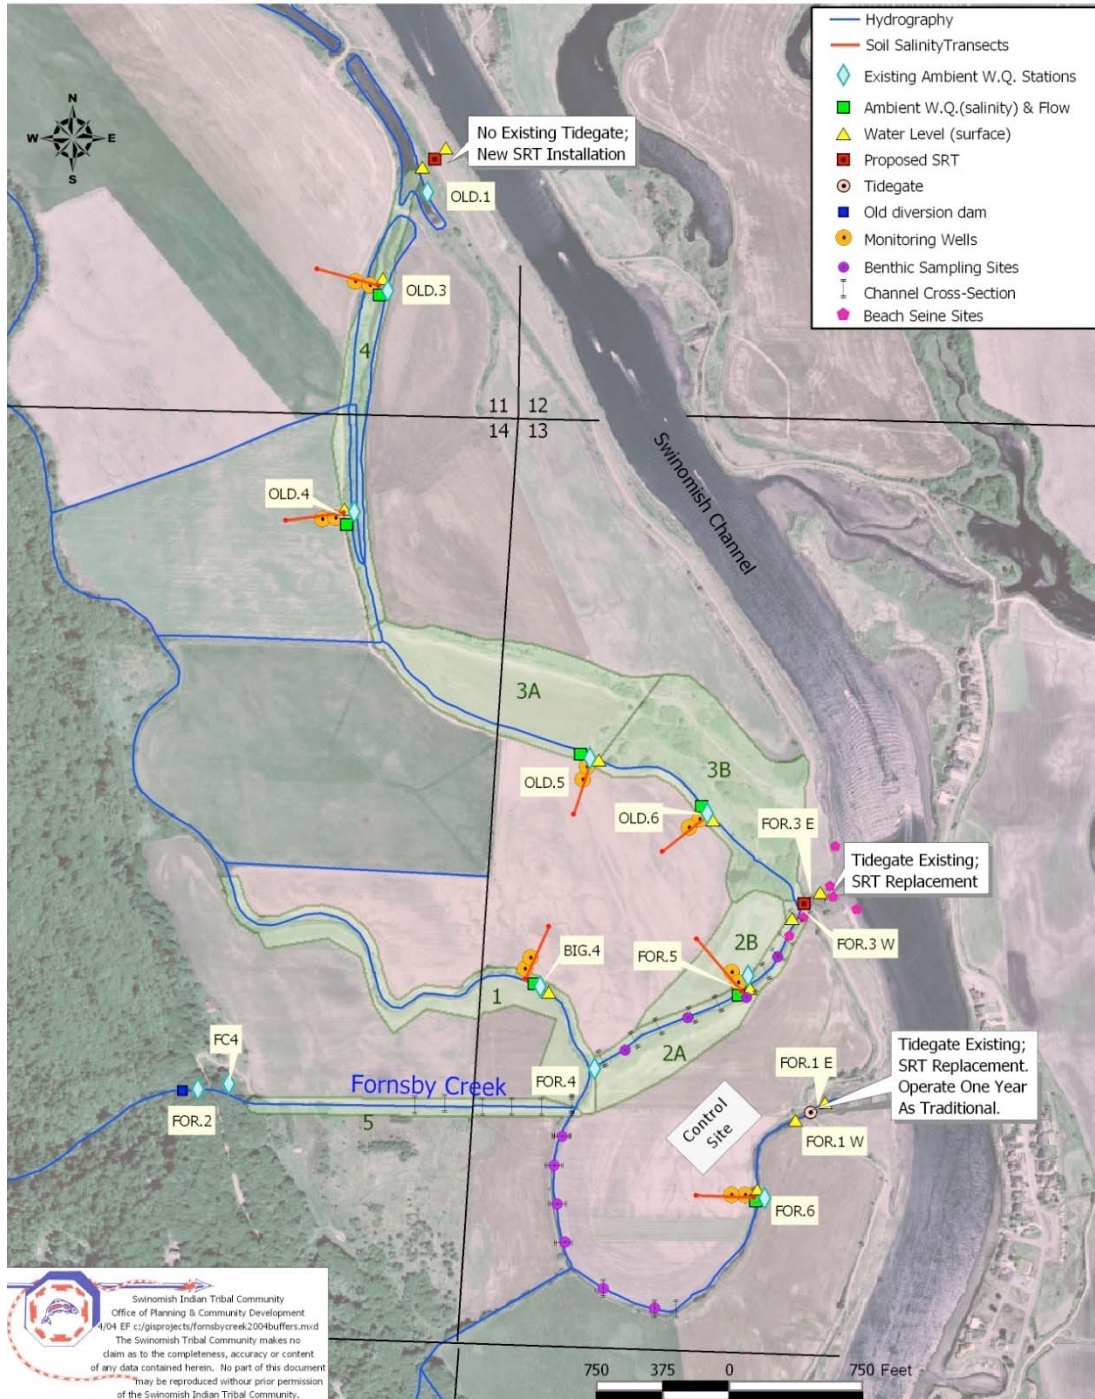 Hydrography
Soil SalinityTransects
Existing Ambient W.Q. Stations
Ambient W.Q.(salinity) & Flow
Water Level (surface)
Proposed SRT
Tidegate
Old diversion dam
Monitoring Wells
Benthic Sampling Sites
Channel Cross-Section
Beach Seine Sites
N
W
E
S
No Existing Tidegate;
New SRT Installation
OLD.1
OLD.3
4
11
12
14
13
Swinomish Channel
OLD.4
3A
3B
OLD.5
OLD.6
FOR.3 E
Tidegate Existing;
SRT Replacement
FOR.3 W
2B
FOR.5
BIG.4
1
2A
FC4
Fornsby Creek
FOR.4
FOR.2
5
Control
Site
FOR.1 E
Tidegate Existing;
SRT Replacement.
Operate One Year
As Traditional.
FOR.1 W
FOR.6
Swinomish Indian Tribal Community
Office of Planning & Community Development
4/04 EF c:/gisprojects/fornsbycreek2004buffers.mxd
The Swinomish Tribal Community makes no
claim as to the completeness, accuracy or content
of any data contained herein. No part of this document
may be reproduced withour prior permission
of the Swinomish Indian Tribal Community.
750
375
0
750 Feet